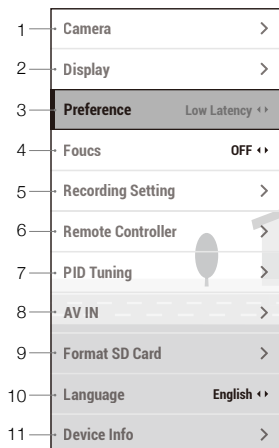 1 Camera
2 Display
3 Preference Low Latency
4 Foucs OFF
5 Recording Setting
6 Remote Controller
7 PID Tuning
8 AV IN
9 Format SD Card
10 Language English
11 Device Info